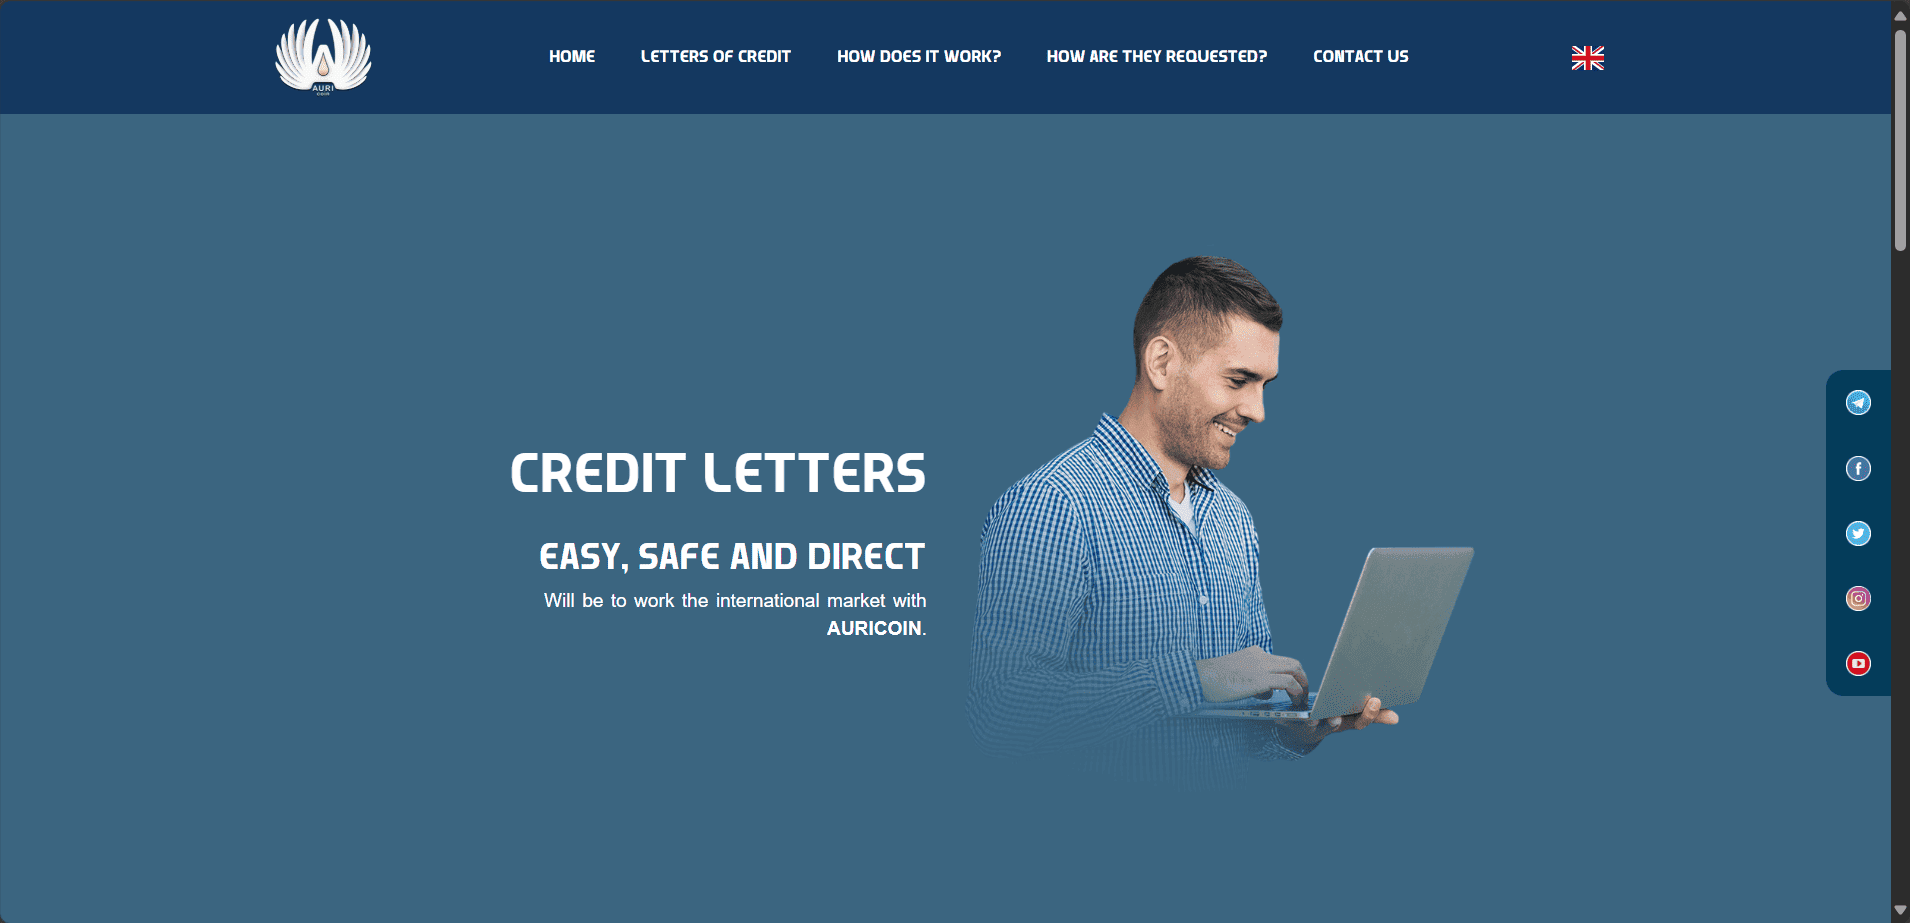 AURI
coin
HOME
LETTERS OF CREDIT
HOW DOES IT WORK?
HOW ARE THEY REQUESTED?
CONTACT US
CREDIT LETTERS
EASY, SAFE AND DIRECT
Will be to work the international market with
AURICOIN.